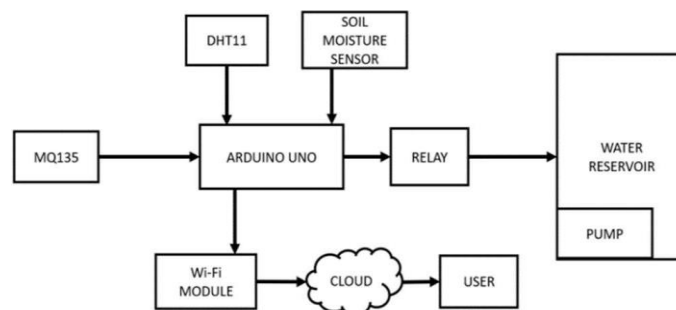 DHT11
SOIL
MOISTURE
SENSOR
MQ135
ARDUINO UNO
RELAY
WATER
RESERVOIR
PUMP
Wi-Fi
MODULE
CLOUD
USER